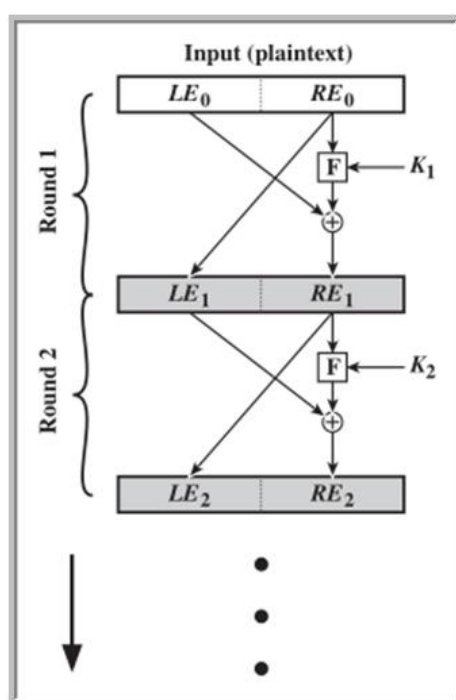 Input (plaintext)
LE₀ RE₀
F K₁
+
Round 1
LE₁ RE₁
F K₂
+
Round 2
LE₂ RE₂